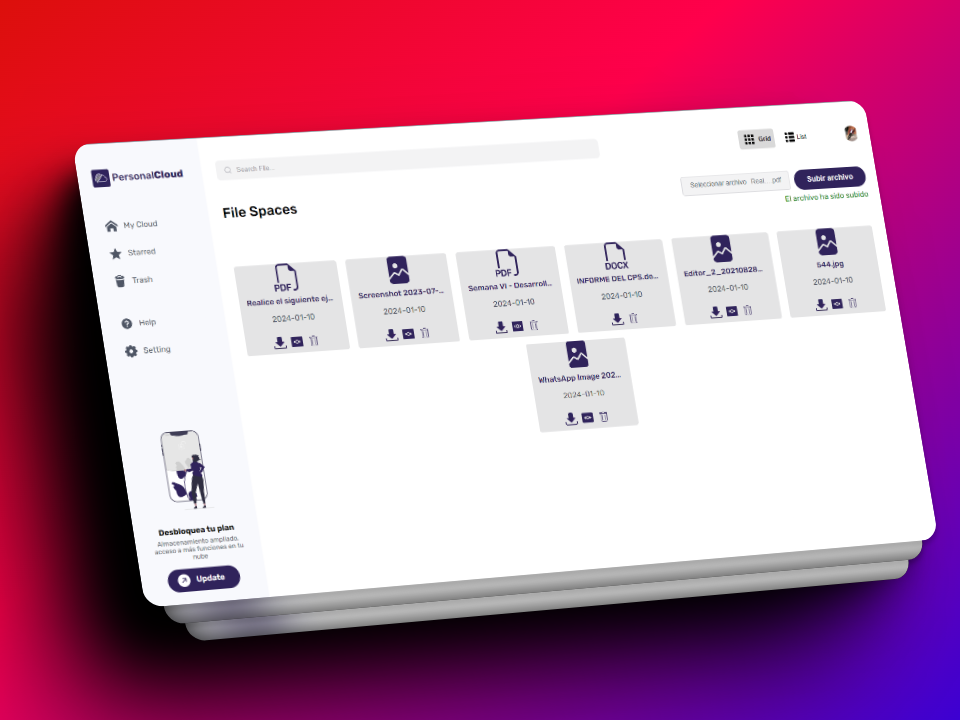 PersonalCloud
Search File...
Grid
List
My Cloud
Starred
Trash
Help
Setting
Seleccionar archivo Real... .pdf
Subir archivo
El archivo ha sido subido
File Spaces
PDF
Realice el siguiente ej...
2024-01-10
Screenshot 2023-07-...
2024-01-10
PDF
Semana VI - Desarroll...
2024-01-10
DOCX
INFORME DEL CPS.do...
2024-01-10
Editor_2_20210828...
2024-01-10
544.jpg
2024-01-10
WhatsApp Image 202...
2024-01-10
Desbloquea tu plan
Almacenamiento ampliado,
acceso a más funciones en tu
nube
Update